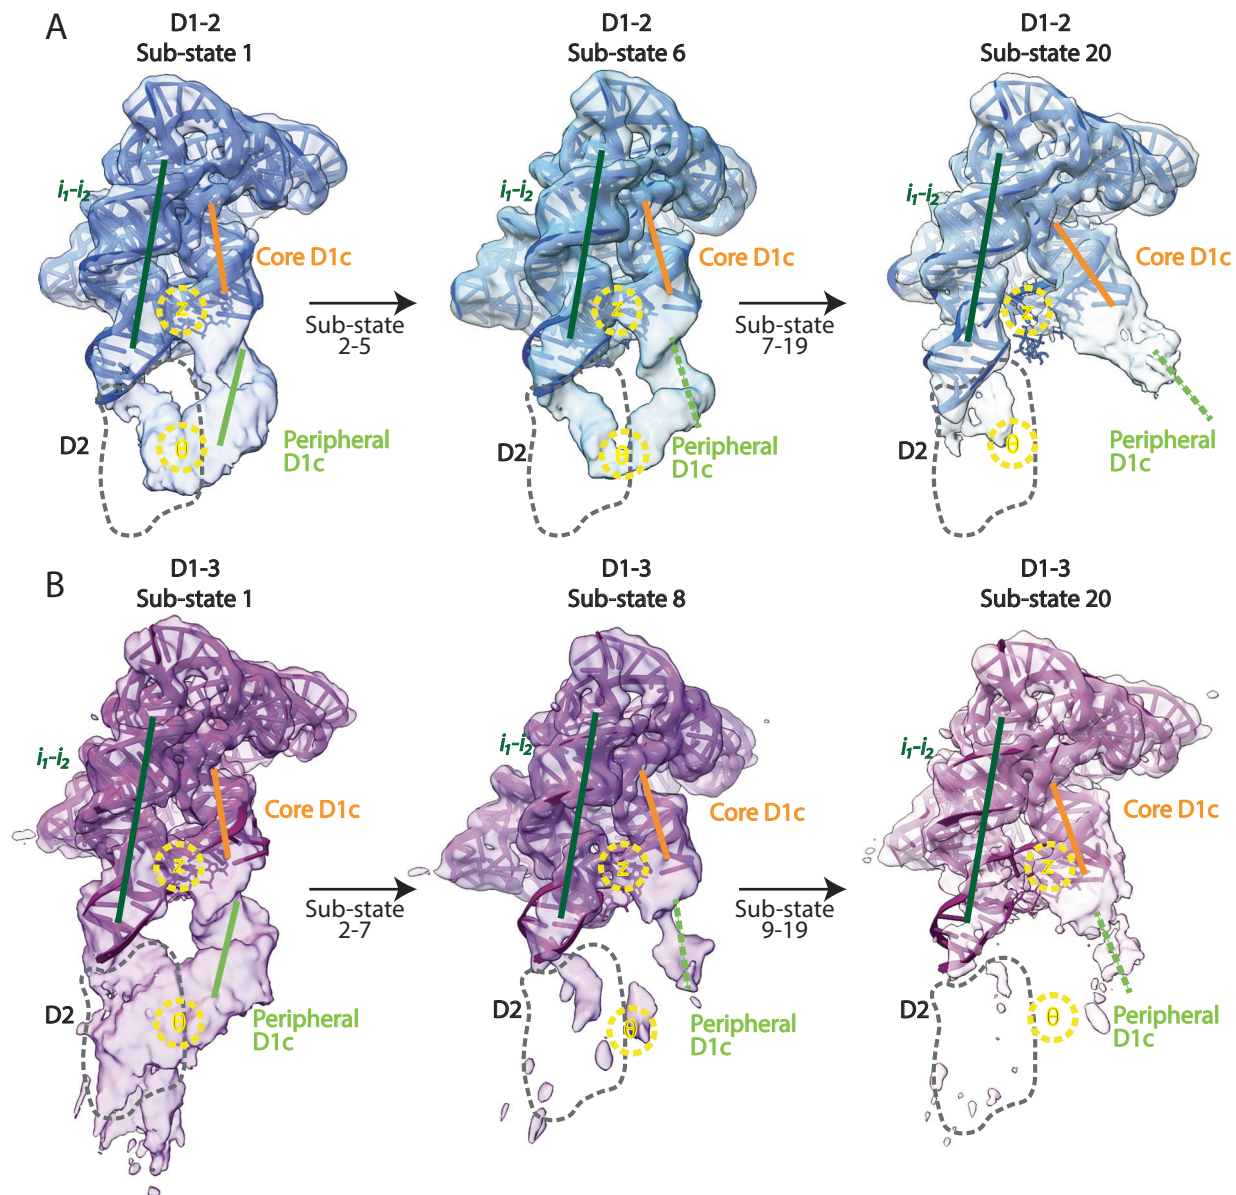 A
D1-2
Sub-state 1
D1-2
Sub-state 6
D1-2
Sub-state 20
i1-i2
Core D1c
z
Sub-state
2-5
D2
θ
Peripheral
D1c
i1-i2
Core D1c
z
Sub-state
7-19
D2
θ
Peripheral
D1c
i1-i2
Core D1c
z
D2
θ
Peripheral
D1c
B
D1-3
Sub-state 1
D1-3
Sub-state 8
D1-3
Sub-state 20
i1-i2
Core D1c
z
Sub-state
2-7
D2
θ
Peripheral
D1c
i1-i2
Core D1c
z
Sub-state
9-19
D2
θ
Peripheral
D1c
i1-i2
Core D1c
z
D2
θ
Peripheral
D1c